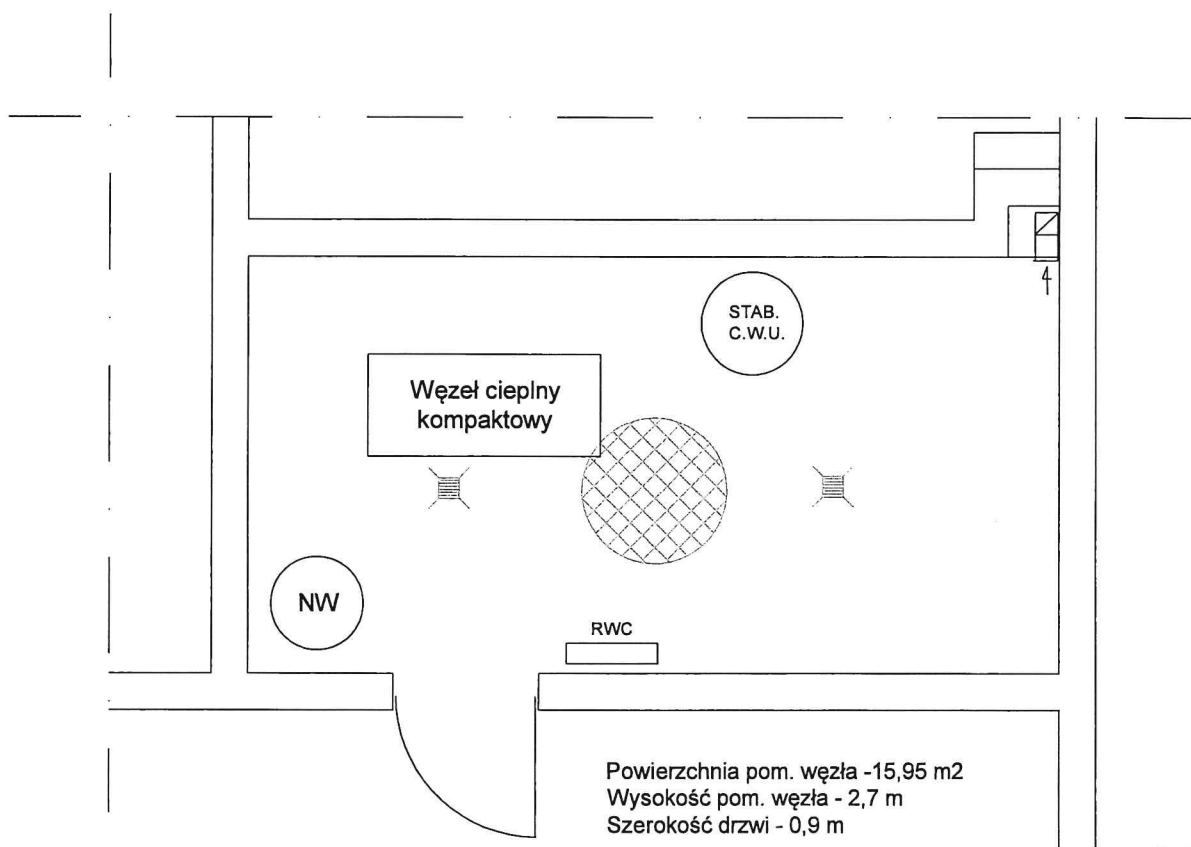 STAB.
C.W.U.
Węzeł cieplny
kompaktowy
NW
RWC
Powierzchnia pom. węzła -15,95 m2
Wysokość pom. węzła - 2,7 m
Szerokość drzwi - 0,9 m